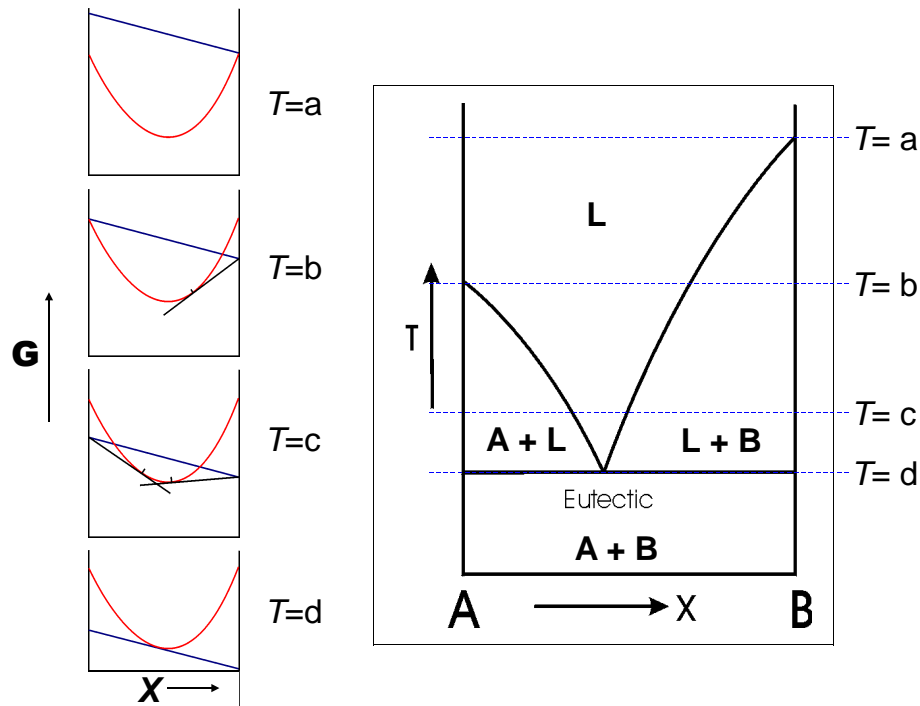 T=a
T=b
G
T=c
T=d
X
T= a
L
T= b
T
T= c
A + L
L + B
T= d
Eutectic
A + B
A
X
B